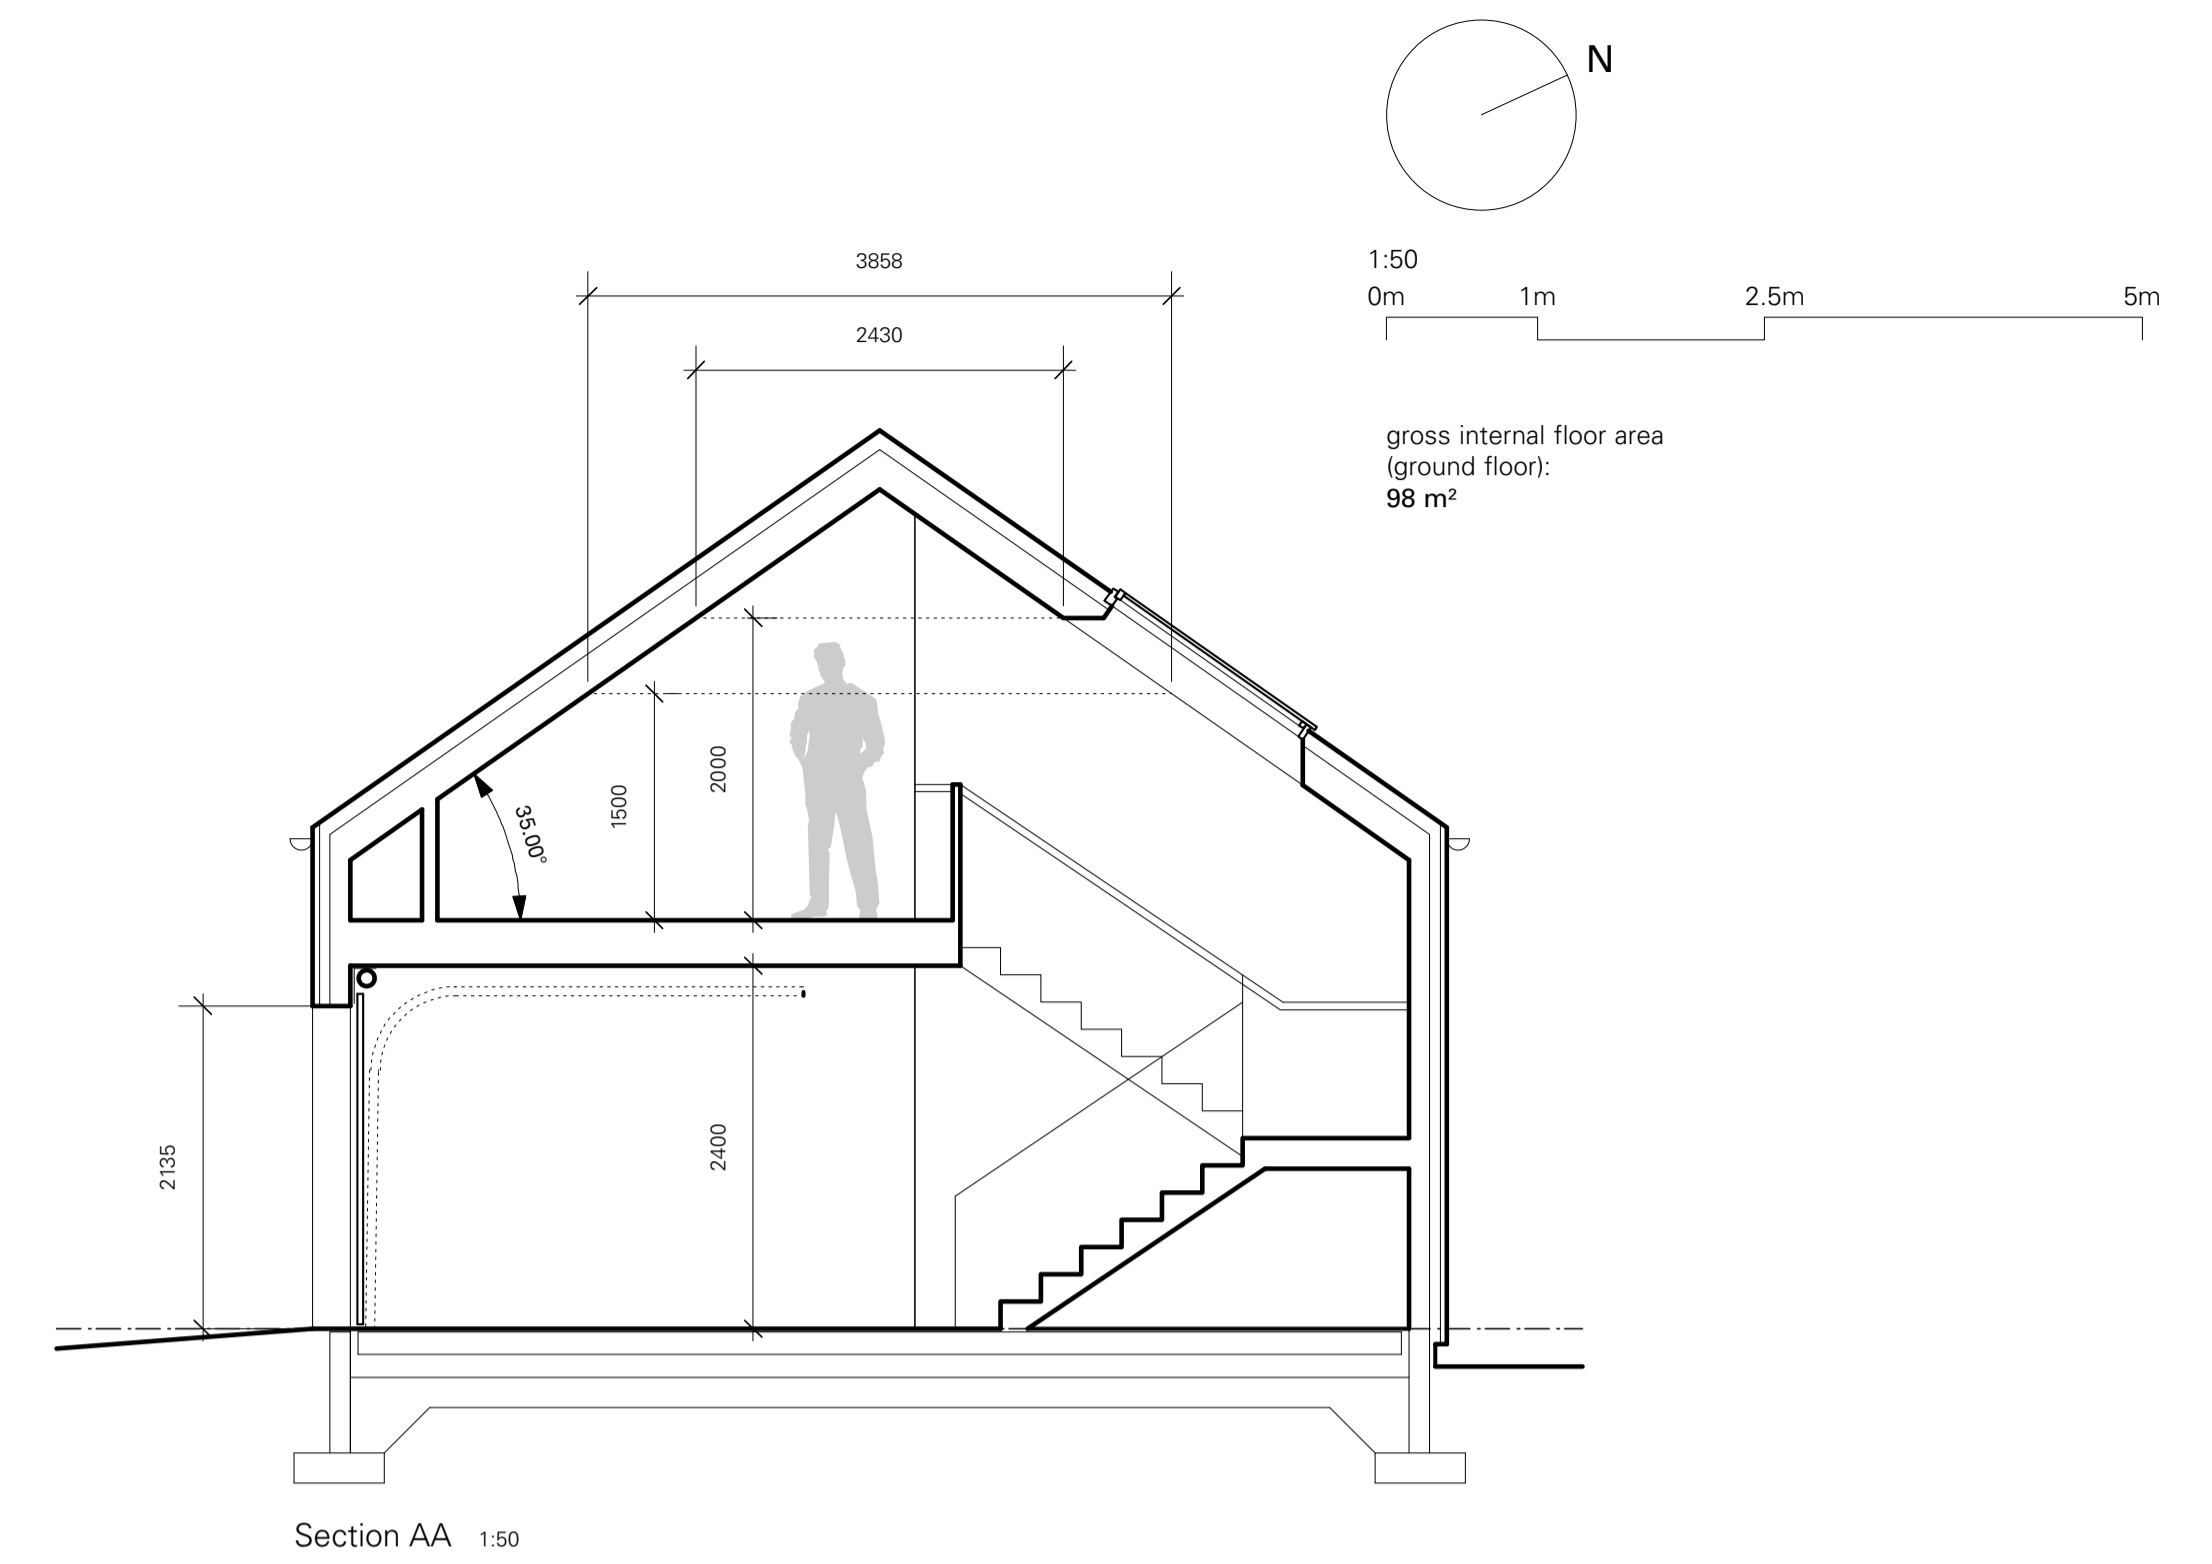 N
3858
2430
1:50
0m 1m 2.5m 5m
gross internal floor area
(ground floor):
98 m²
2000
1500
35.00°
2400
2135
Section AA 1:50